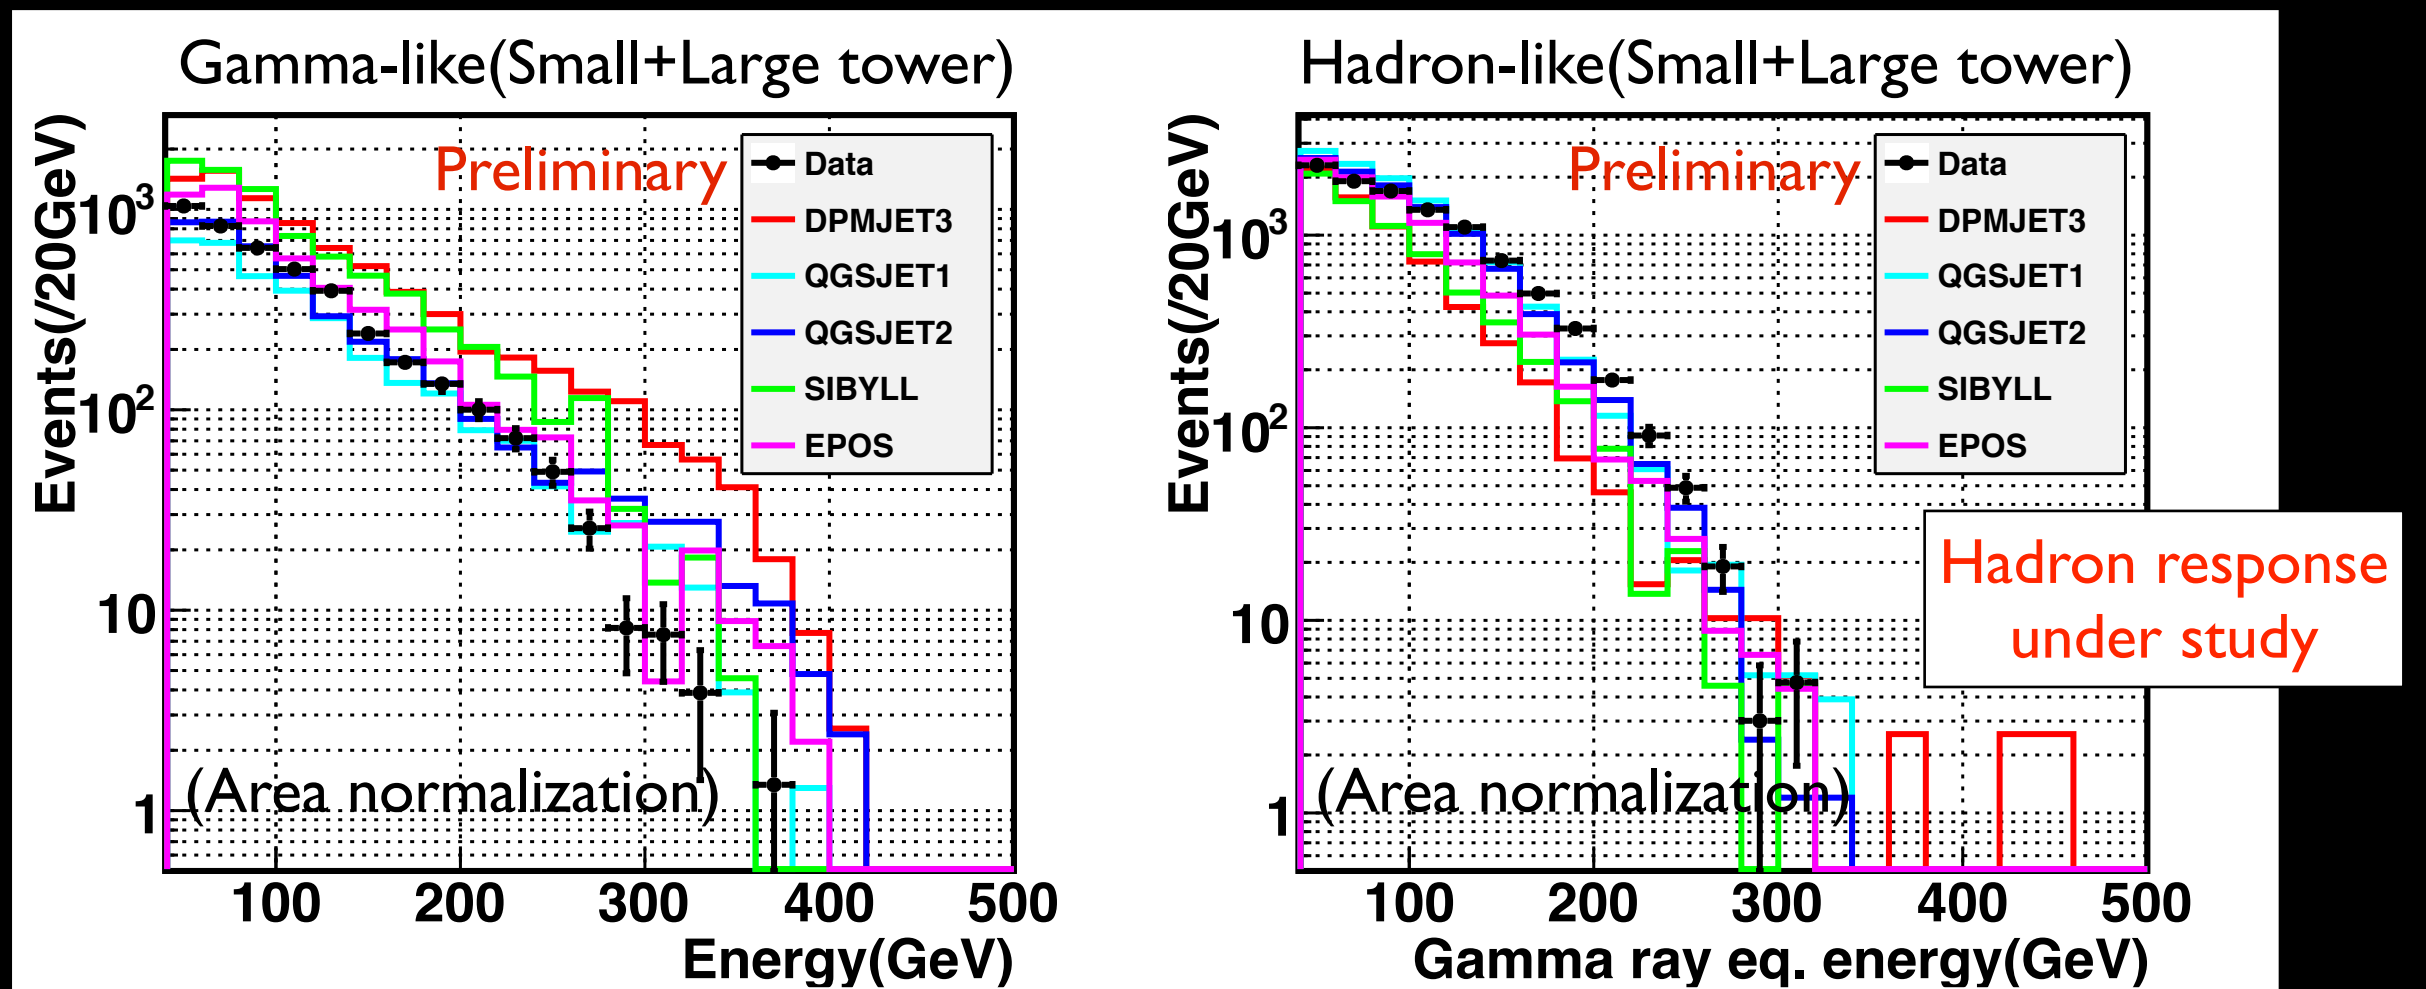 Gamma-like(Small+Large tower)
Events(/20GeV)
10³
10²
10
1
Preliminary
Data
DPMJET3
QGSJET1
QGSJET2
SIBYLL
EPOS
(Area normalization)
100 200 300 400 500
Energy(GeV)
Hadron-like(Small+Large tower)
Events(/20GeV)
10³
10²
10
1
Preliminary
Data
DPMJET3
QGSJET1
QGSJET2
SIBYLL
EPOS
Hadron response
under study
(Area normalization)
100 200 300 400 500
Gamma ray eq. energy(GeV)